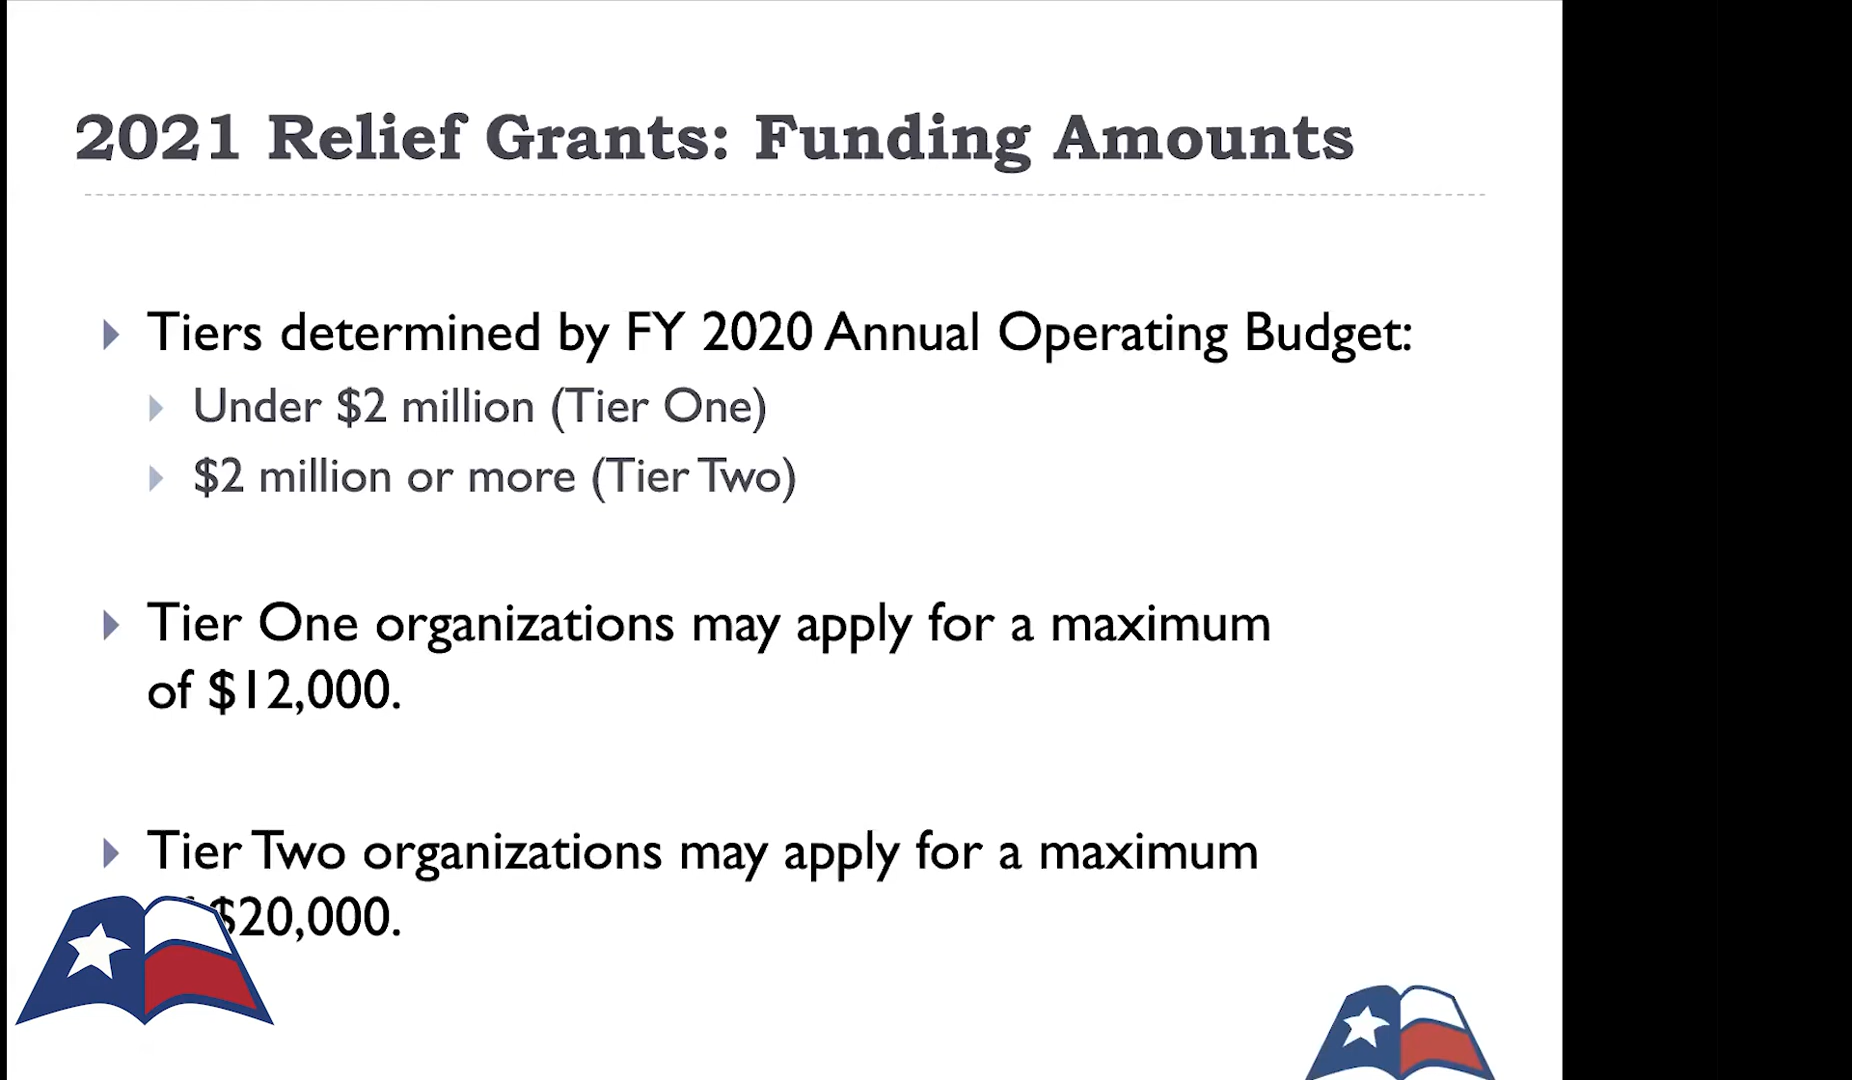 2021 Relief Grants: Funding Amounts
Tiers determined by FY 2020 Annual Operating Budget:
Under $2 million (Tier One)
$2 million or more (Tier Two)
Tier One organizations may apply for a maximum
of $12,000.
Tier Two organizations may apply for a maximum
$20,000.